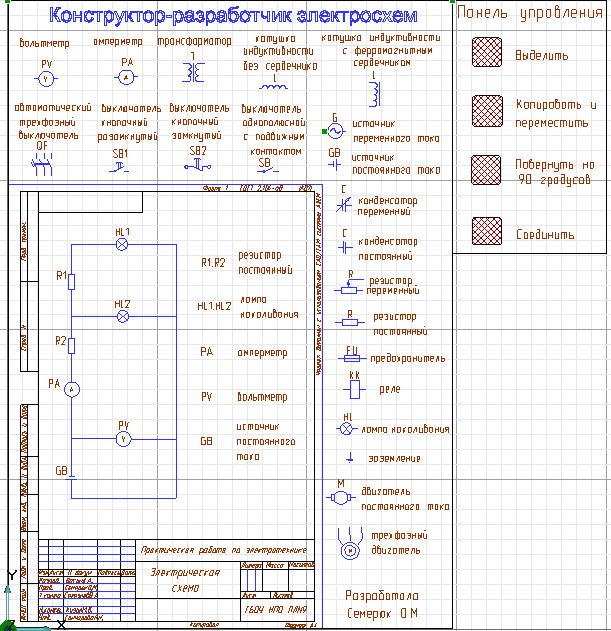 Конструктор-разработчик электросхем
Панель управления
вольтметр
амперметр
трансформатор
катушка
индуктивности
без сердечника
катушка индуктивности
с ферромагнитным
сердечником
PV
PA
T
L
L
автоматический
трехфазный
выключатель
выключатель
кнопочный
разомкнутый
выключатель
кнопочный
замкнутый
выключатель
однополюсной
с подвижным
контактом
QF
SB1
SB2
SB
G
источник
переменного тока
GB
источник
постоянного тока
Выделить
Копировать и
переместить
Повернуть на
90 градусов
Соединить
C
конденсатор
переменный
C
конденсатор
постоянный
R
резистор
переменный
R
резистор
постоянный
FU
предохранитель
KK
реле
HL
лампа накаливания
заземление
M
двигатель
постоянного тока
трехфазный
двигатель
Разработала
Семерок О М
HL1
R1
HL2
R2
PA
A
PV
V
GB
R1,R2
резистор
постоянный
HL1,HL2
лампа
накаливания
PA
амперметр
PV
вольтметр
GB
источник
постоянного
тока
Практическая работа по электротехнике
Электрическая
схема
Масса
ГБОУ НПО ПЛ№9
Копировал
Формат А4
Y
X